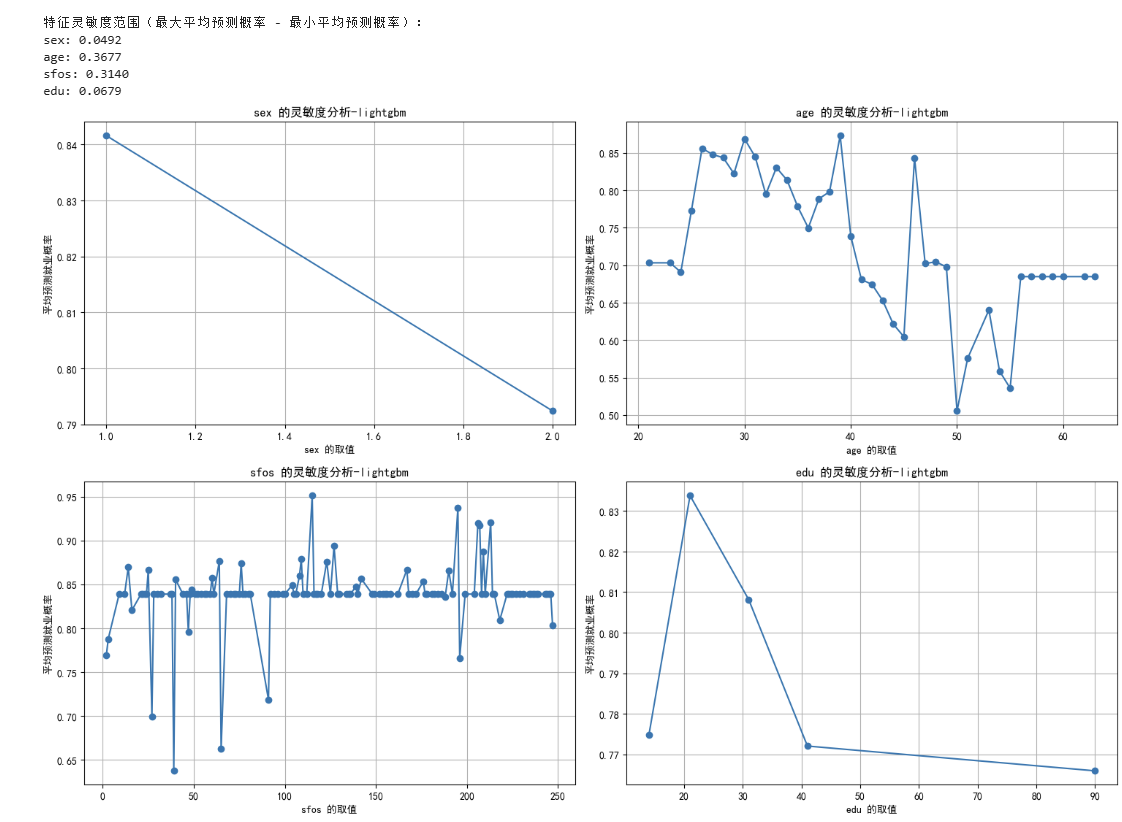 特征灵敏度范围（最大平均预测概率 - 最小平均预测概率）：
sex: 0.0492
age: 0.3677
sfos: 0.3140
edu: 0.0679
sex 的灵敏度分析-lightgbm
平均预测就业概率
0.84
0.83
0.82
0.81
0.80
0.79
1.0 1.2 1.4 1.6 1.8 2.0
sex 的取值
age 的灵敏度分析-lightgbm
平均预测就业概率
0.85
0.80
0.75
0.70
0.65
0.60
0.55
0.50
20 30 40 50 60
age 的取值
sfos 的灵敏度分析-lightgbm
平均预测就业概率
0.95
0.90
0.85
0.80
0.75
0.70
0.65
0 50 100 150 200 250
sfos 的取值
edu 的灵敏度分析-lightgbm
平均预测就业概率
0.83
0.82
0.81
0.80
0.79
0.78
0.77
20 30 40 50 60 70 80 90
edu 的取值